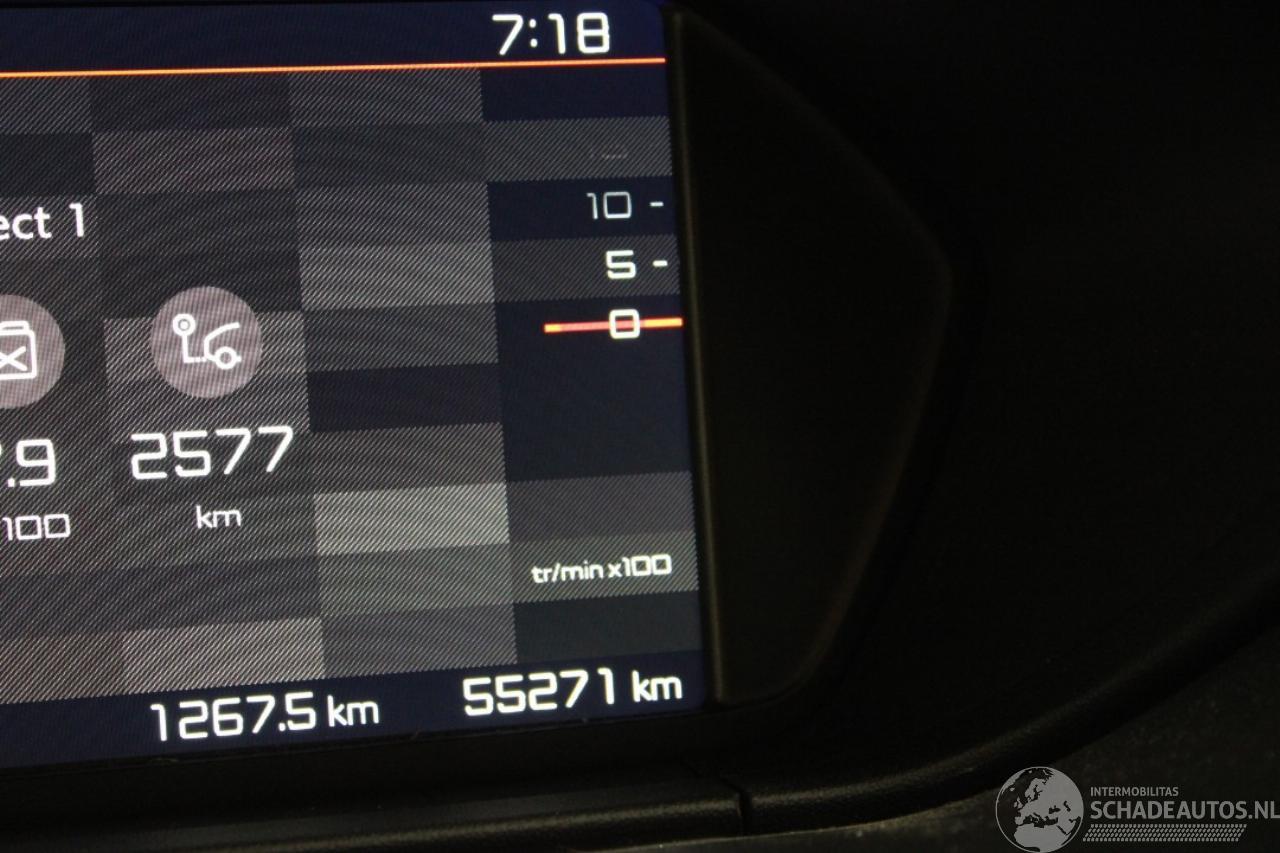 7:18
10 -
ect 1
5 -
0
.9
2577
100
km
tr/min x100
1267.5 km
55271 km
INTERMOBILITAS
SCHADEAUTOS.NL